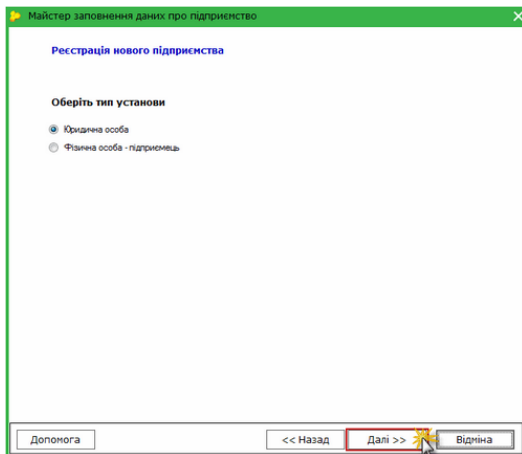 Майстер заповнення даних про підприємство
Реєстрація нового підприємства
Оберіть тип установи
Юридична особа
Фізична особа - підприємець
Допомога
<< Назад
Далі >>
Відміна